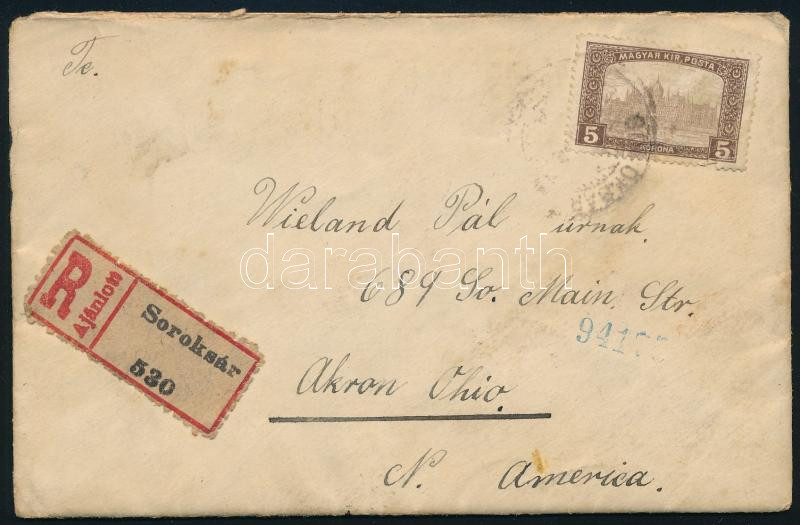 Te.
MAGYAR KIR. POSTA
5 KORONA 5
Wieland Pál úrnak
689 So. Main. Str.
Akron Ohio
N. America.
R
Ajánlott
Soroksár
530
darabanth